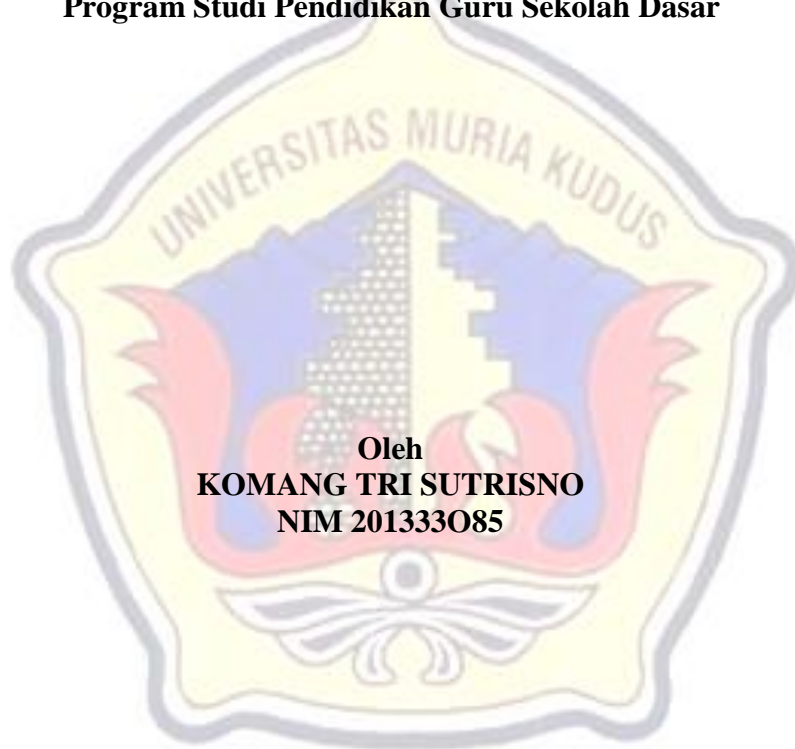 Program Studi Pendidikan Guru Sekolah Dasar
UNIVERSITAS MURIA KUDUS
Oleh
KOMANG TRI SUTRISNO
NIM 201333O85